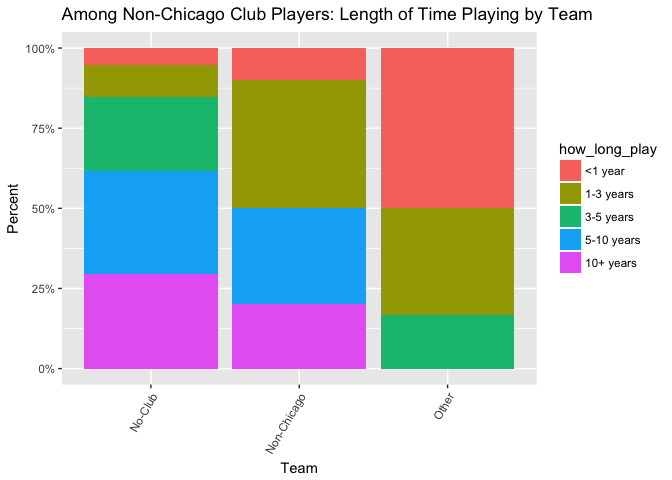 Among Non-Chicago Club Players: Length of Time Playing by Team
100%
75%
50%
25%
0%
Percent
No-Club
Non-Chicago
Other
Team
how_long_play
<1 year
1-3 years
3-5 years
5-10 years
10+ years